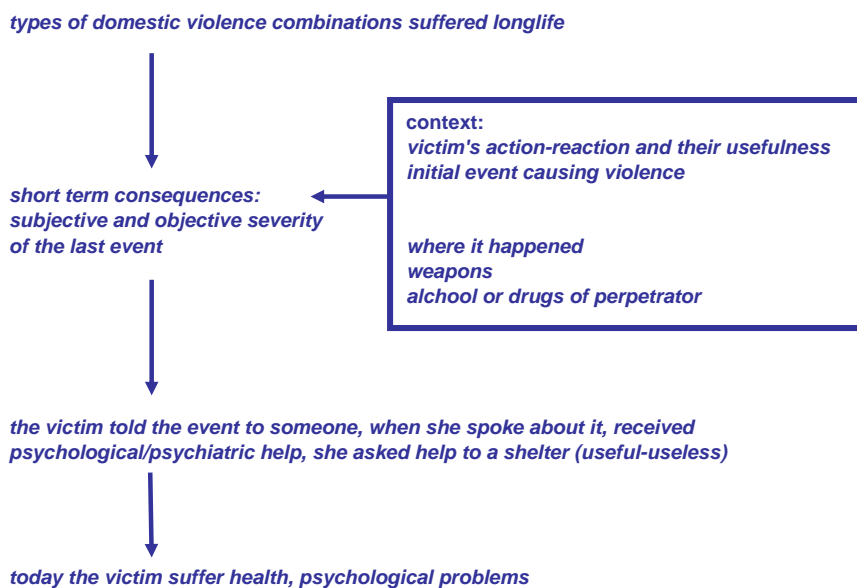 types of domestic violence combinations suffered longlife
context:
victim's action-reaction and their usefulness
initial event causing violence
short term consequences:
subjective and objective severity
of the last event
where it happened
weapons
alchool or drugs of perpetrator
the victim told the event to someone, when she spoke about it, received
psychological/psychiatric help, she asked help to a shelter (useful-useless)
today the victim suffer health, psychological problems